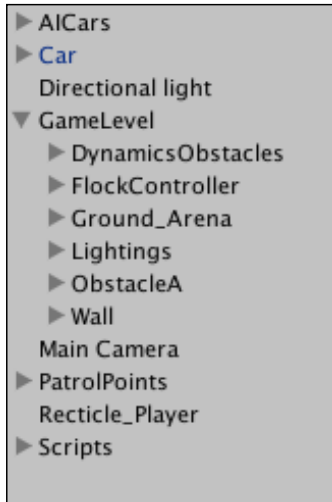 AICars
Car
Directional light
GameLevel
DynamicsObstacles
FlockController
Ground_Arena
Lightings
ObstacleA
Wall
Main Camera
PatrolPoints
Recticle_Player
Scripts